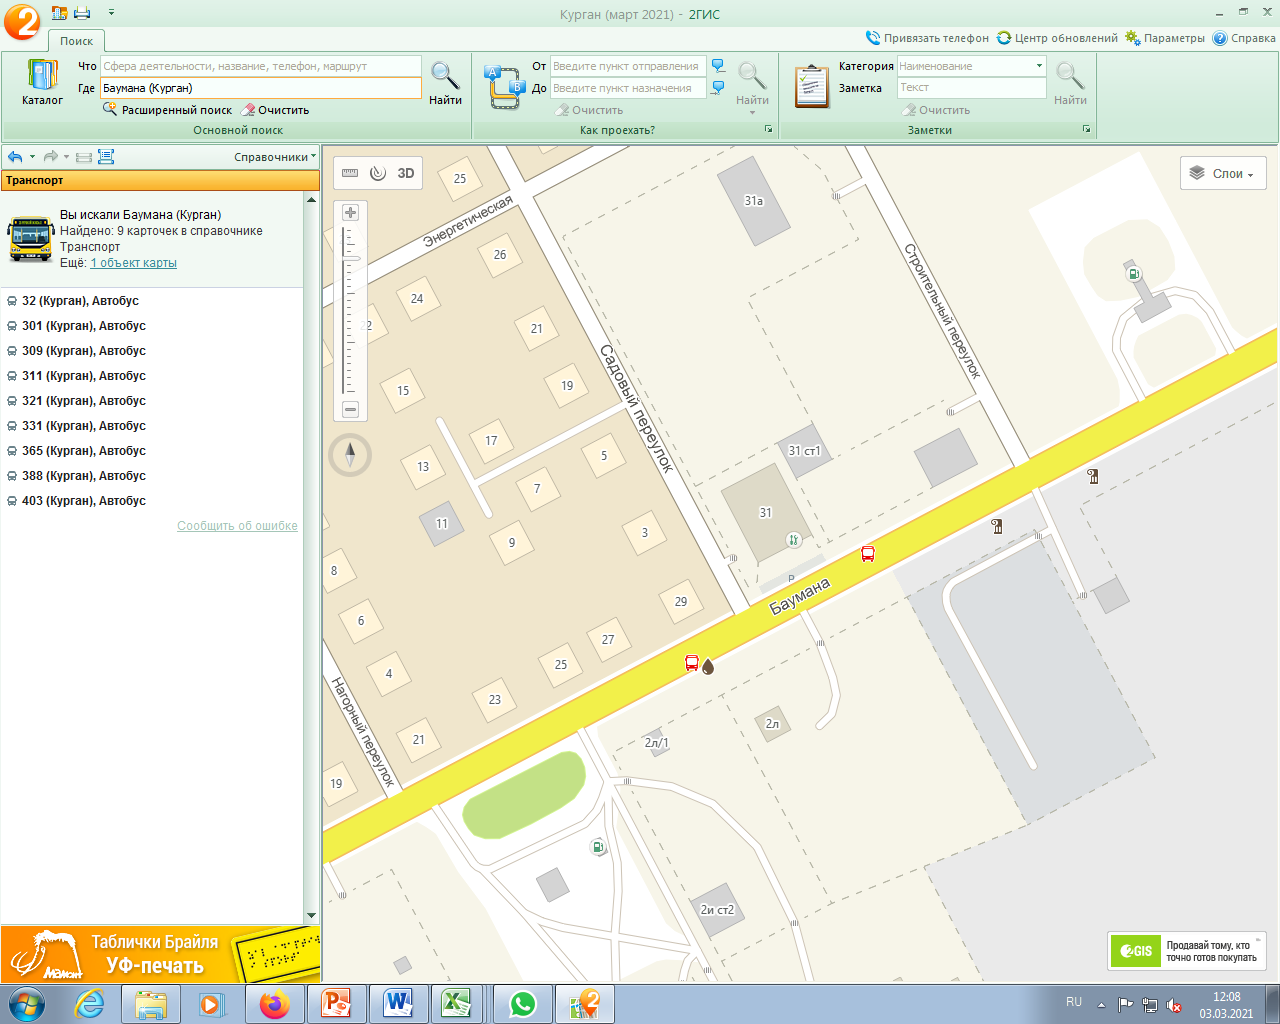 Курган (март 2021) - 2ГИС
Поиск
Привязать телефон
Центр обновлений
Параметры
Справка
Каталог
Что
Сфера деятельности, название, телефон, маршрут
Где
Баумана (Курган)
Расширенный поиск
Очистить
Найти
Основной поиск
От
Введите пункт отправления
До
Введите пункт назначения
Очистить
Найти
Как проехать?
Категория
Наименование
Заметка
Текст
Очистить
Найти
Заметки
Справочники
Транспорт
Вы искали Баумана (Курган)
Найдено: 9 карточек в справочнике
Транспорт
Ещё: 1 объект карты
32 (Курган), Автобус
301 (Курган), Автобус
309 (Курган), Автобус
311 (Курган), Автобус
321 (Курган), Автобус
331 (Курган), Автобус
365 (Курган), Автобус
388 (Курган), Автобус
403 (Курган), Автобус
Сообщить об ошибке
Таблички Брайля
УФ-печать
Мамонт
3D
Слои
25
31а
Энергетическая
26
24
22
21
Строительный переулок
Садовый переулок
19
15
17
31 ст1
13
5
7
31
11
9
3
8
P
Баумана
29
6
27
25
4
23
Нагорный переулок
2л
21
2л/1
19
2и ст2
2GIS
Продавай тому, кто
точно готов покупать
RU
12:08
03.03.2021